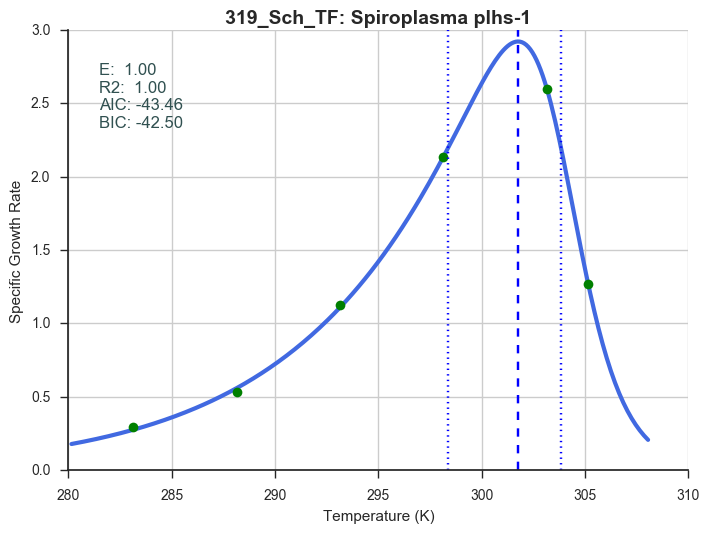 319_Sch_TF: Spiroplasma plhs-1
E:  1.00
R2:  1.00
AIC: -43.46
BIC: -42.50
Specific Growth Rate
3.0
2.5
2.0
1.5
1.0
0.5
0.0
280 285 290 295 300 305 310
Temperature (K)